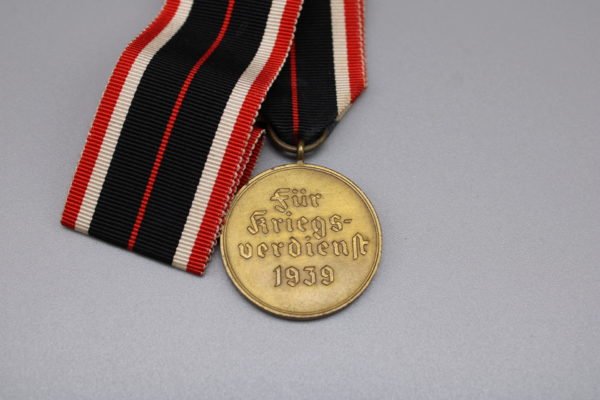 Für
Kriegs-
verdienſt
1939